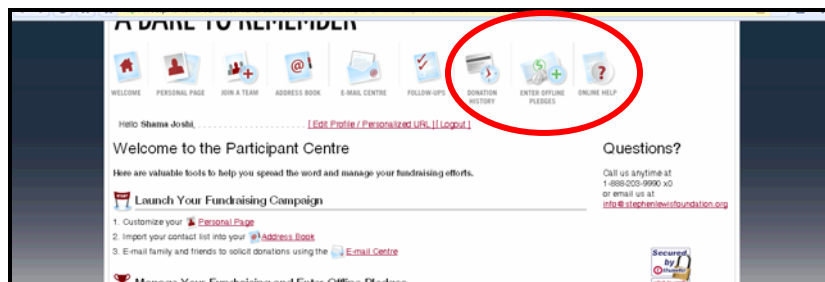 A DARE TO REMEMBER
WELCOME PERSONAL PAGE JOIN A TEAM ADDRESS BOOK E-MAIL CENTRE FOLLOW-UPS DONATION HISTORY ENTER OFFLINE PLEDGES ONLINE HELP
Hello Shama Joshi, [ Edit Profile / Personalized URL ] [ Logout ]
Welcome to the Participant Centre
Here are valuable tools to help you spread the word and manage your fundraising efforts.
Launch Your Fundraising Campaign
1. Customize your Personal Page
2. Import your contact list into your Address Book
3. E-mail family and friends to solicit donations using the E-mail Centre
Manage Your Fundraising and Enter Offline Pledges
Questions?
Call us anytime at
1-888-203-9990 x0
or email us at
info@stephenlewisfoundation.org
Secured
by
thawte